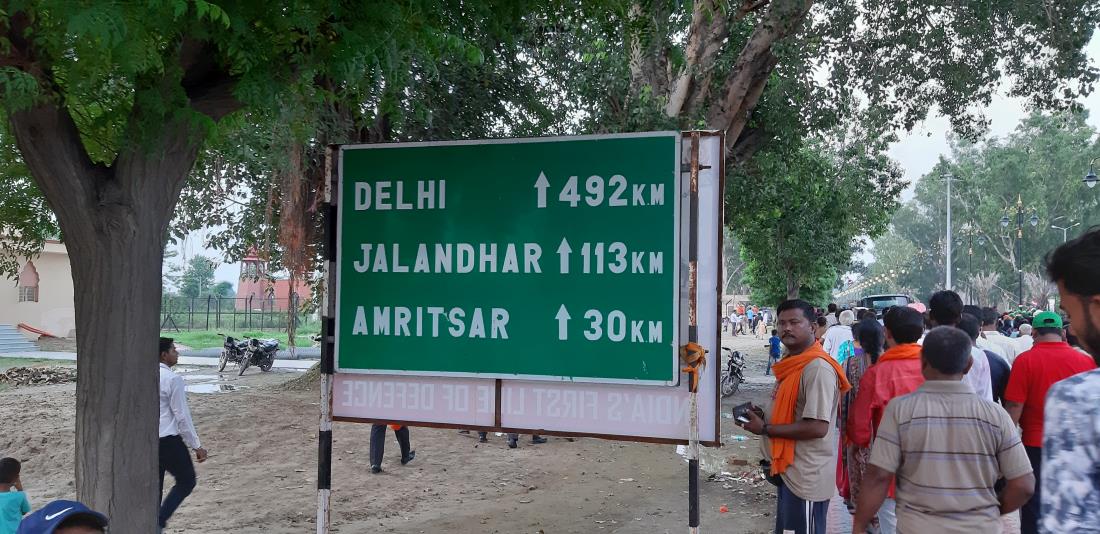 DELHI ↑ 492 KM
JALANDHAR ↑ 113 KM
AMRITSAR ↑ 30 KM
INDIA'S FIRST LINE OF DEFENCE